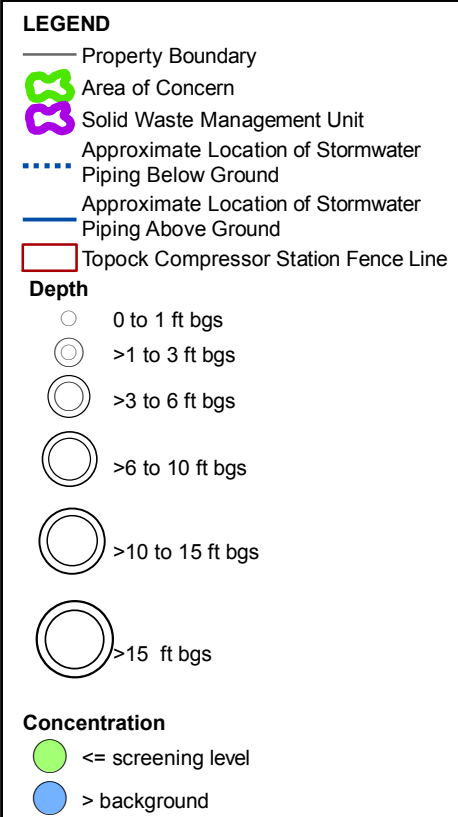 LEGEND
Property Boundary
Area of Concern
Solid Waste Management Unit
Approximate Location of Stormwater
Piping Below Ground
Approximate Location of Stormwater
Piping Above Ground
Topock Compressor Station Fence Line
Depth
0 to 1 ft bgs
>1 to 3 ft bgs
>3 to 6 ft bgs
>6 to 10 ft bgs
>10 to 15 ft bgs
>15 ft bgs
Concentration
<= screening level
> background